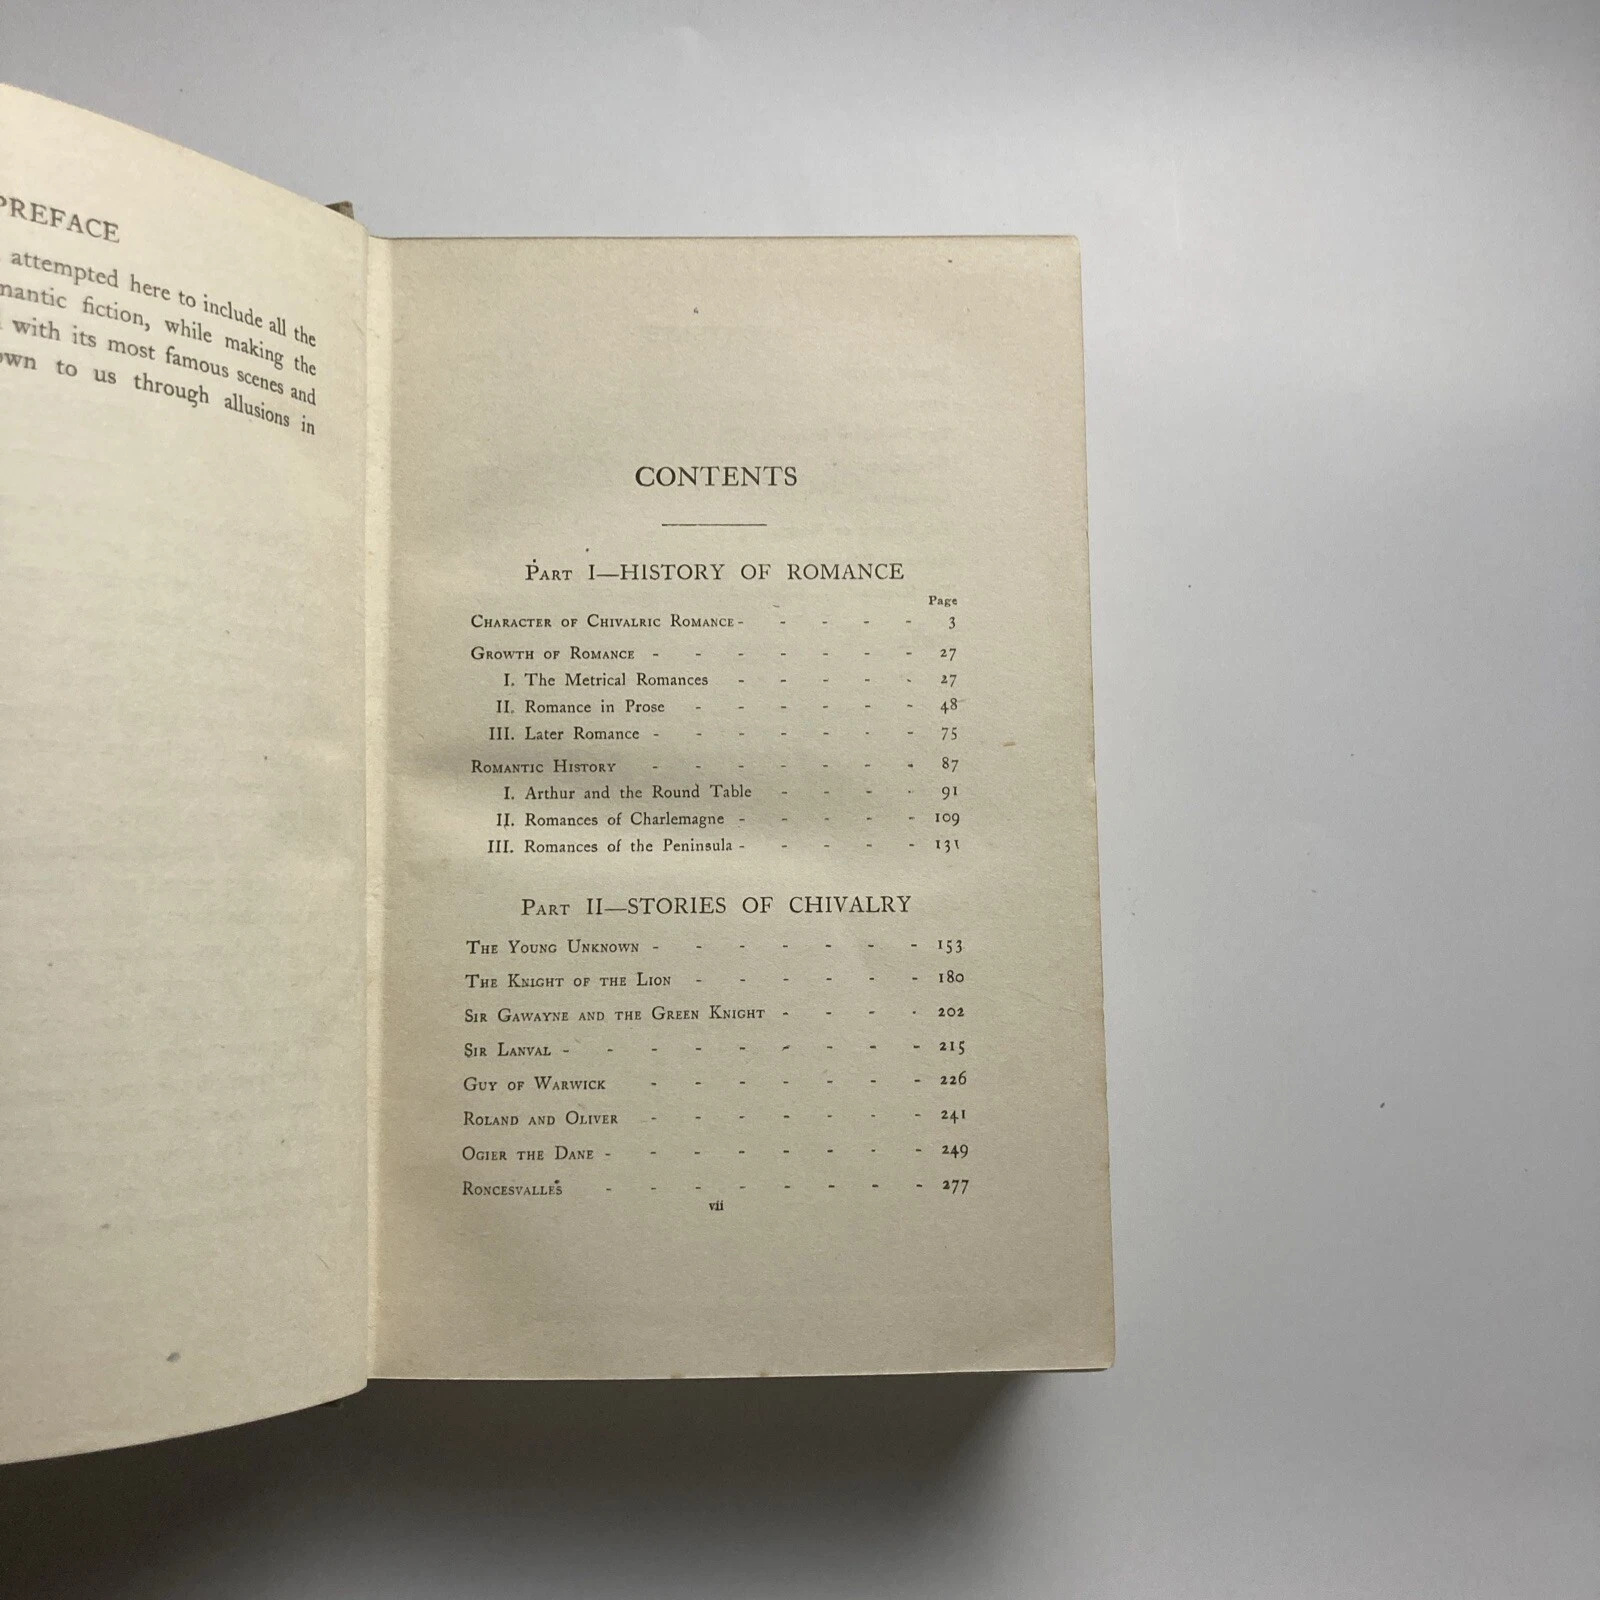 PREFACE
attempted here to include all the
fiction, while making the
with its most famous scenes and
to us through allusions in
CONTENTS
Part I—HISTORY OF ROMANCE
Page
Character of Chivalric Romance - - - - - 3
Growth of Romance - - - - - - - 27
I. The Metrical Romances - - - - - 27
II. Romance in Prose - - - - - - 48
III. Later Romance - - - - - - - 75
Romantic History - - - - - - - 87
I. Arthur and the Round Table - - - - 91
II. Romances of Charlemagne - - - - - 109
III. Romances of the Peninsula - - - - - 131
Part II—STORIES OF CHIVALRY
The Young Unknown - - - - - - - 153
The Knight of the Lion - - - - - - 180
Sir Gawayne and the Green Knight - - - - 202
Sir Lanval - - - - - - - - - 215
Guy of Warwick - - - - - - - 226
Roland and Oliver - - - - - - - 241
Ogier the Dane - - - - - - - - 249
Roncesvalles - - - - - - - - 277
vii